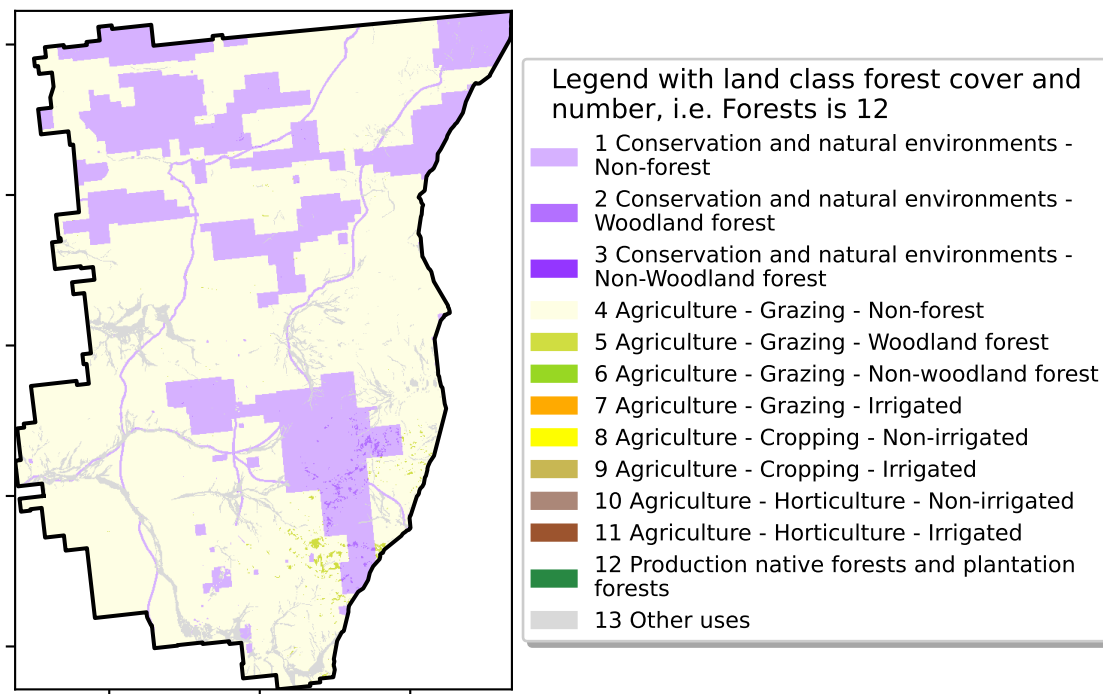 Legend with land class forest cover and
number, i.e. Forests is 12
1 Conservation and natural environments -
Non-forest
2 Conservation and natural environments -
Woodland forest
3 Conservation and natural environments -
Non-Woodland forest
4 Agriculture - Grazing - Non-forest
5 Agriculture - Grazing - Woodland forest
6 Agriculture - Grazing - Non-woodland forest
7 Agriculture - Grazing - Irrigated
8 Agriculture - Cropping - Non-irrigated
9 Agriculture - Cropping - Irrigated
10 Agriculture - Horticulture - Non-irrigated
11 Agriculture - Horticulture - Irrigated
12 Production native forests and plantation
forests
13 Other uses